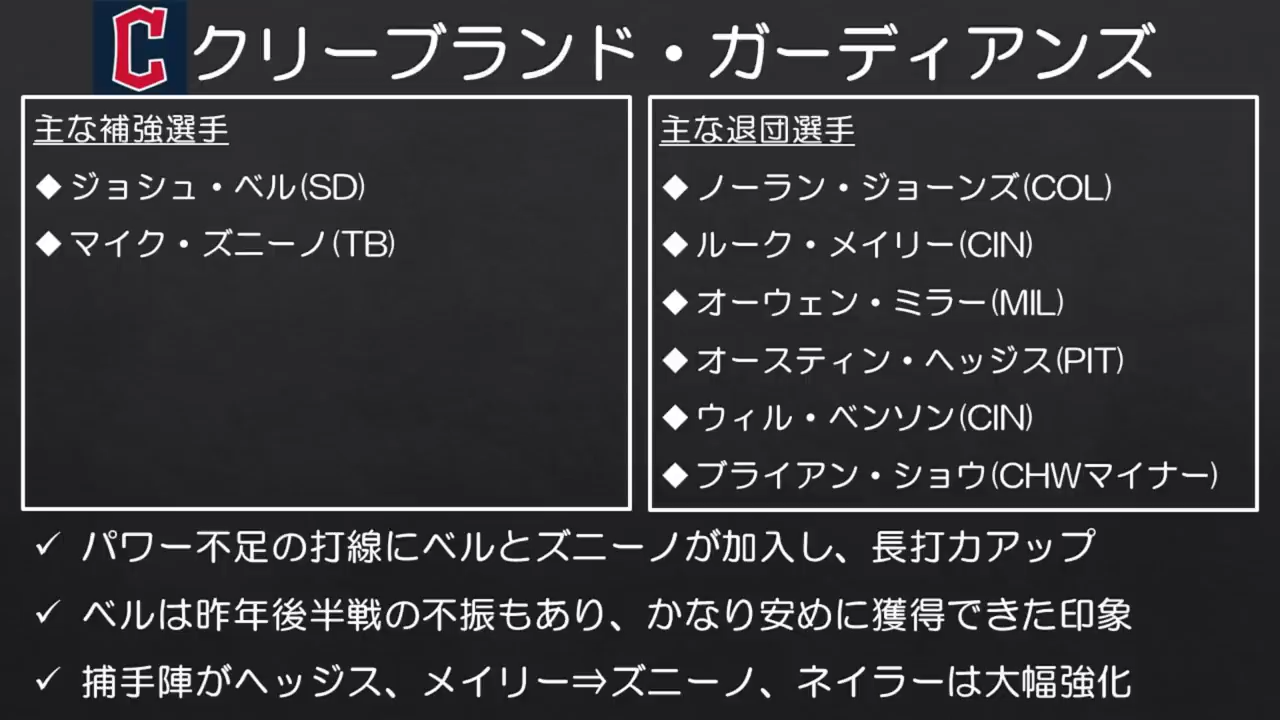 C クリーブランド・ガーディアンズ
主な補強選手
◆ ジョシュ・ベル(SD)
◆ マイク・ズニーノ(TB)
主な退団選手
◆ ノーラン・ジョーンズ(COL)
◆ ルーク・メイリー(CIN)
◆ オーウェン・ミラー(MIL)
◆ オースティン・ヘッジス(PIT)
◆ ウィル・ベンソン(CIN)
◆ ブライアン・ショウ(CHWマイナー)
✓ パワー不足の打線にベルとズニーノが加入し、長打力アップ
✓ ベルは昨年後半戦の不振もあり、かなり安めに獲得できた印象
✓ 捕手陣がヘッジス、メイリー⇒ズニーノ、ネイラーは大幅強化